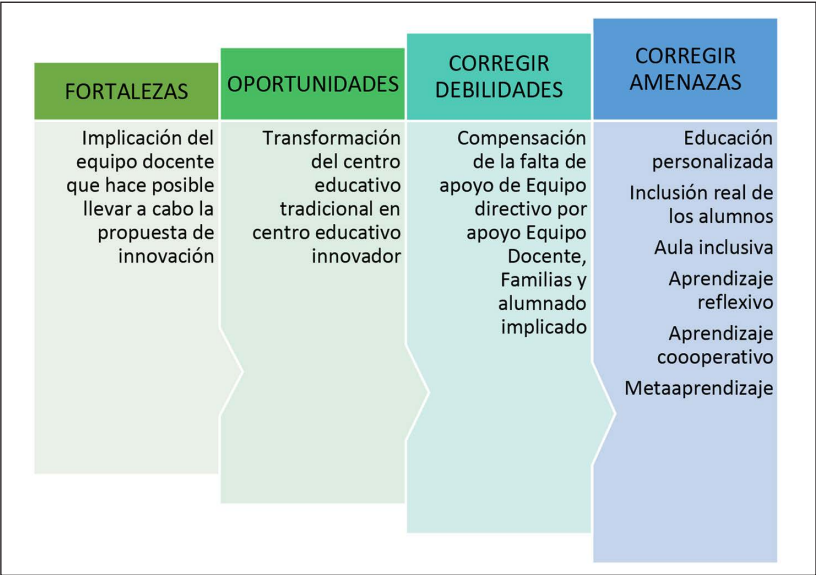 FORTALEZAS
Implicación del
equipo docente
que hace posible
llevar a cabo la
propuesta de
innovación
OPORTUNIDADES
Transformación
del centro
educativo
tradicional en
centro educativo
innovador
CORREGIR
DEBILIDADES
Compensación
de la falta de
apoyo de Equipo
directivo por
apoyo Equipo
Docente,
Familias y
alumnado
implicado
CORREGIR
AMENAZAS
Educación
personalizada
Inclusión real de
los alumnos
Aula inclusiva
Aprendizaje
reflexivo
Aprendizaje
coooperativo
Metaaprendizaje